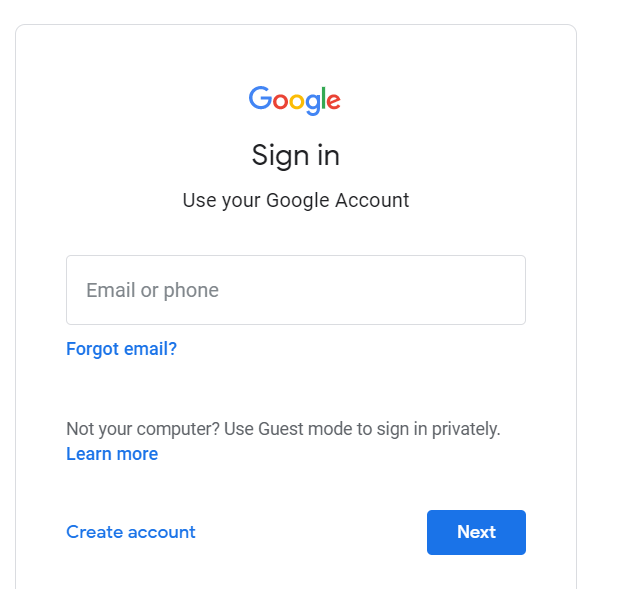 Google
Sign in
Use your Google Account
Email or phone
Forgot email?
Not your computer? Use Guest mode to sign in privately.
Learn more
Create account
Next